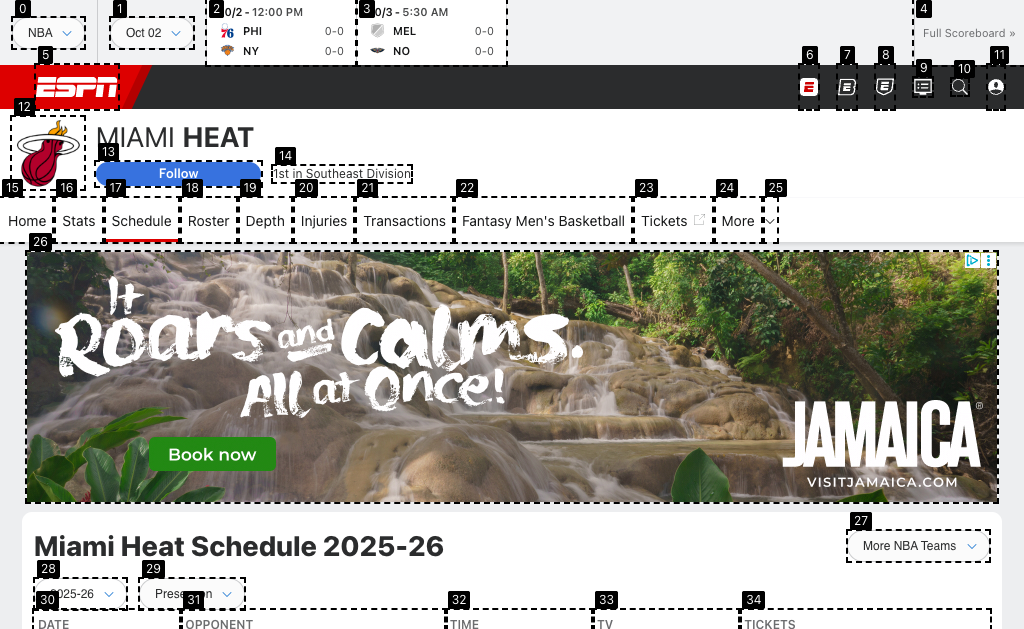 0
1
2
3
4
NBA
Oct 02
0/2 - 12:00 PM
PHI 0-0
NY 0-0
0/3 - 5:30 AM
MEL 0-0
NO 0-0
Full Scoreboard »
5
6
7
8
9
10
11
ESPN
12
MIAMI HEAT
13
14
Follow
1st in Southeast Division
15
16
17
18
19
20
21
22
23
24
25
Home
Stats
Schedule
Roster
Depth
Injuries
Transactions
Fantasy Men's Basketball
Tickets
More
26
It
Roars and Calms.
All at Once!
Book now
JAMAICA®
VISITJAMAICA.COM
27
Miami Heat Schedule 2025-26
More NBA Teams
28
29
2025-26
30
31
32
33
34
DATE
OPPONENT
TIME
TV
TICKETS